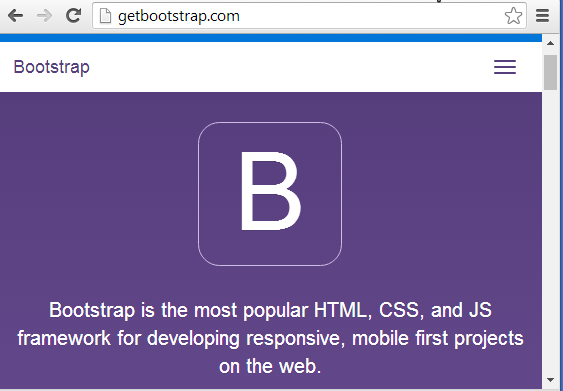 getbootstrap.com
Bootstrap
B
Bootstrap is the most popular HTML, CSS, and JS
framework for developing responsive, mobile first projects
on the web.